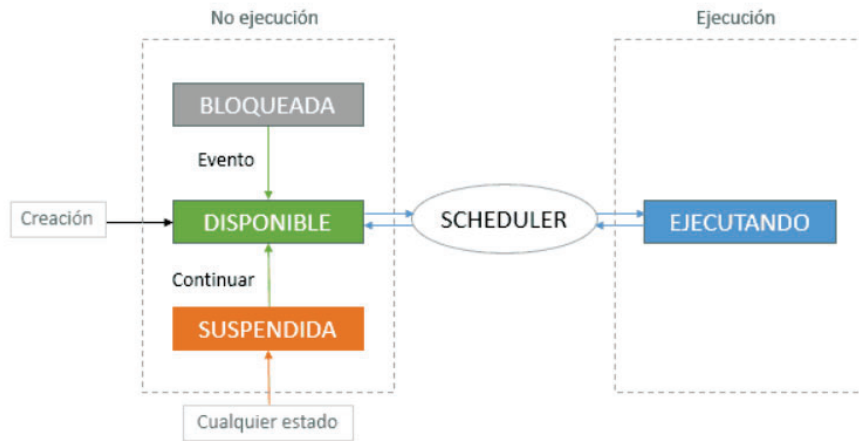 No ejecución
Ejecución
BLOQUEADA
Evento
Creación
DISPONIBLE
SCHEDULER
EJECUTANDO
Continuar
SUSPENDIDA
Cualquier estado